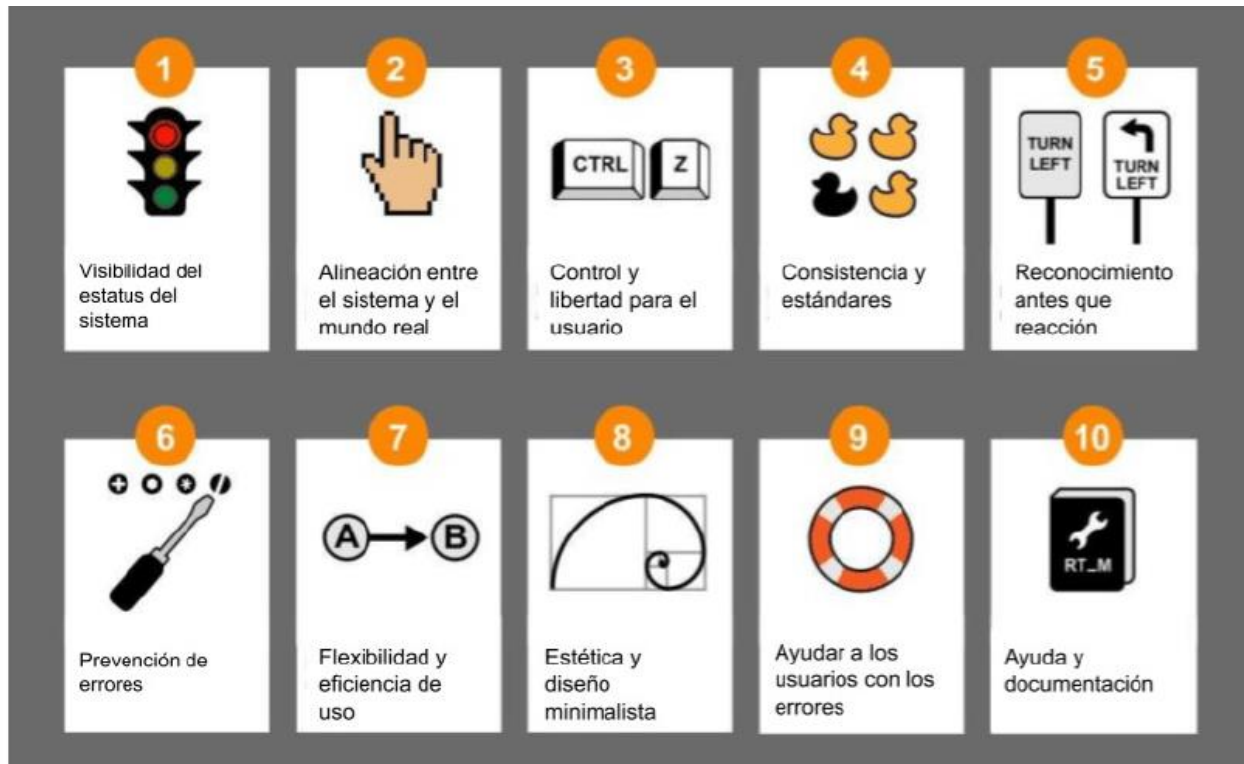 1
Visibilidad del
estatus del
sistema
2
Alineación entre
el sistema y el
mundo real
3
CTRL Z
Control y
libertad para el
usuario
4
Consistencia y
estándares
5
TURN
LEFT
TURN
LEFT
Reconocimiento
antes que
reacción
6
Prevención de
errores
7
A B
Flexibilidad y
eficiencia de
uso
8
Estética y
diseño
minimalista
9
Ayudar a los
usuarios con los
errores
10
RT_M
Ayuda y
documentación